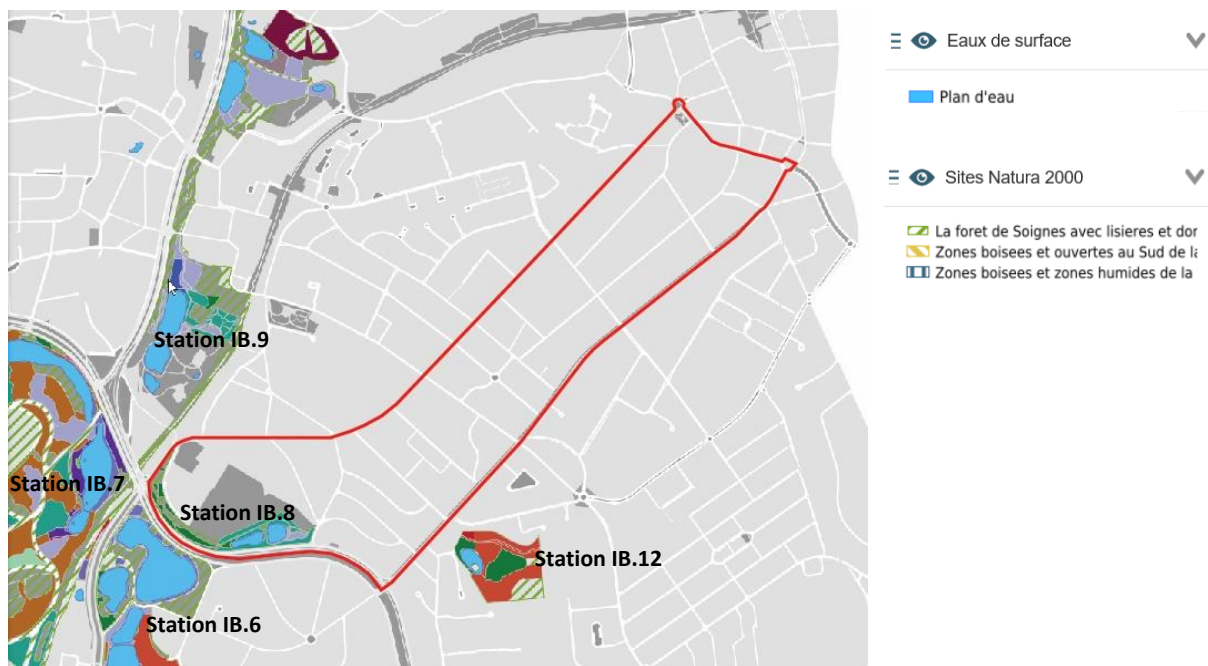 Eaux de surface
Plan d'eau
Sites Natura 2000
La foret de Soignes avec lisieres et dor
Zones boisees et ouvertes au Sud de la
Zones boisees et zones humides de la
Station IB.9
Station IB.7
Station IB.8
Station IB.12
Station IB.6